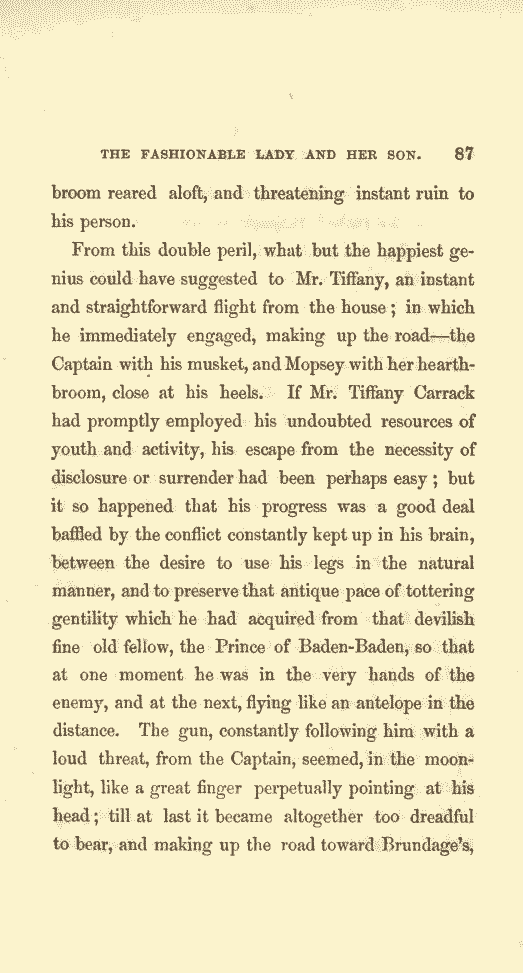 THE FASHIONABLE LADY AND HER SON. 87
broom reared aloft, and threatening instant ruin to
his person.
From this double peril, what but the happiest ge-
nius could have suggested to Mr. Tiffany, an instant
and straightforward flight from the house; in which
he immediately engaged, making up the road—the
Captain with his musket, and Mopsey with her hearth-
broom, close at his heels. If Mr. Tiffany Carrack
had promptly employed his undoubted resources of
youth and activity, his escape from the necessity of
disclosure or surrender had been perhaps easy; but
it so happened that his progress was a good deal
baffled by the conflict constantly kept up in his brain,
between the desire to use his legs in the natural
manner, and to preserve that antique pace of tottering
gentility which he had acquired from that devilish
fine old fellow, the Prince of Baden-Baden, so that
at one moment he was in the very hands of the
enemy, and at the next, flying like an antelope in the
distance. The gun, constantly following him with a
loud threat, from the Captain, seemed, in the moon-
light, like a great finger perpetually pointing at his
head; till at last it became altogether too dreadful
to bear, and making up the road toward Brundage's,